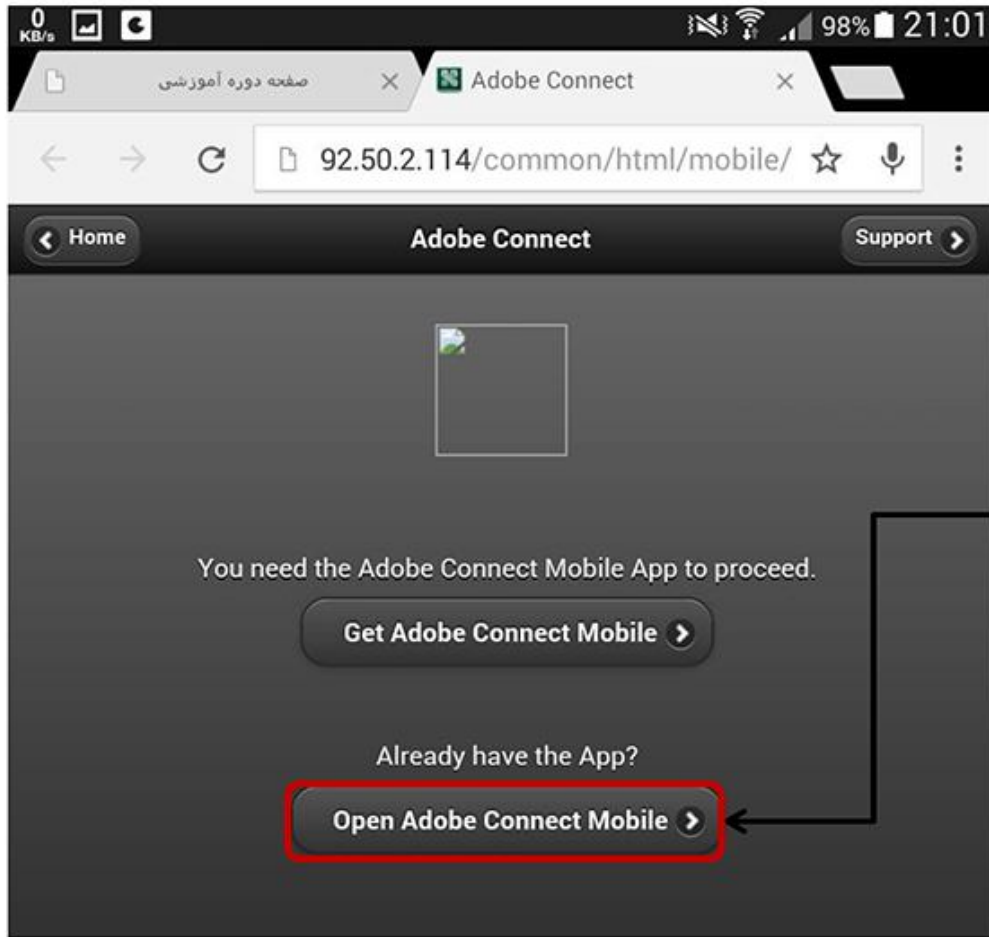 0
KB/s
98% 21:01
صفحه دوره آموزشی
Adobe Connect
92.50.2.114/common/html/mobile/
Home
Adobe Connect
Support
You need the Adobe Connect Mobile App to proceed.
Get Adobe Connect Mobile
Already have the App?
Open Adobe Connect Mobile